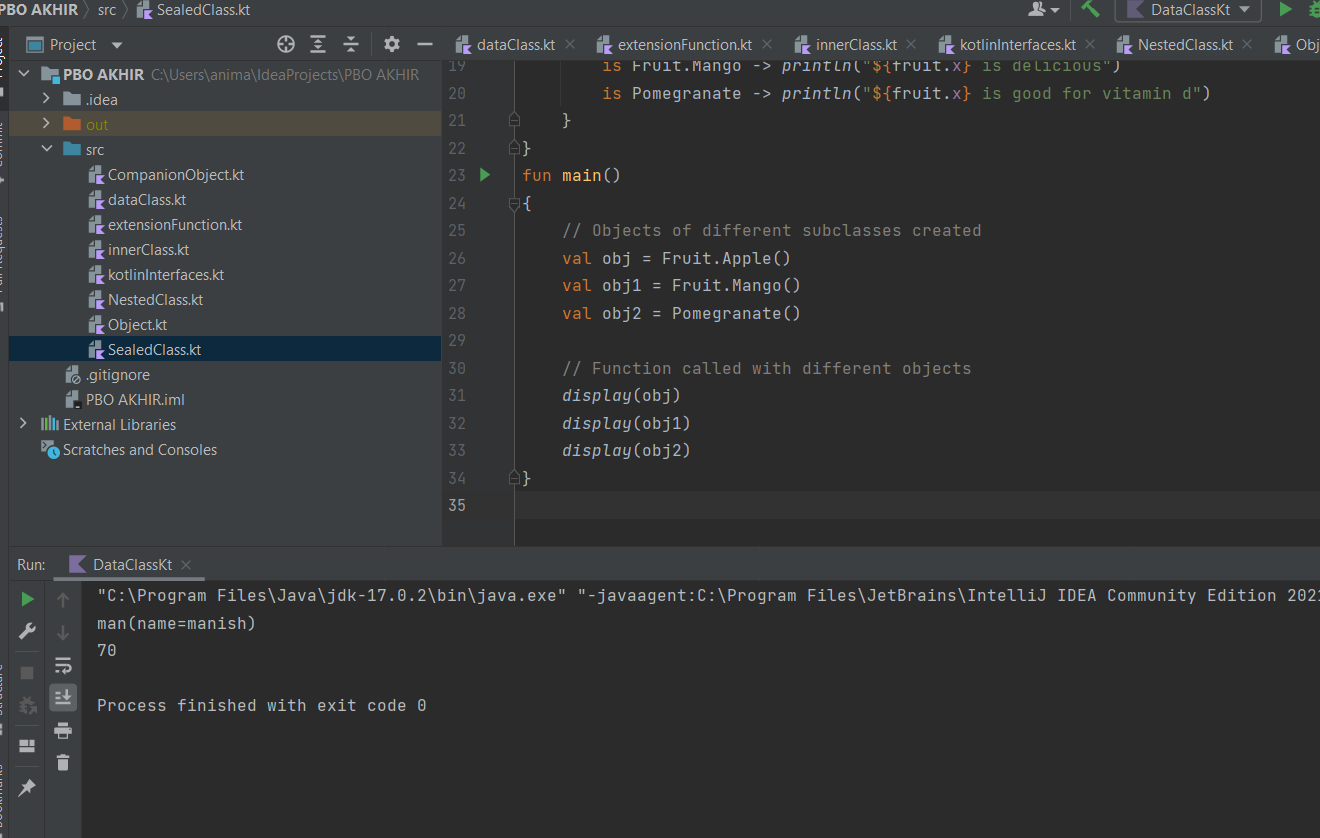 PBO AKHIR src SealedClass.kt DataClassKt
Project dataClass.kt extensionFunction.kt innerClass.kt kotlinInterfaces.kt NestedClass.kt Obj
PBO AKHIR C:\Users\anima\IdeaProjects\PBO AKHIR
.idea
out
src
CompanionObject.kt
dataClass.kt
extensionFunction.kt
innerClass.kt
kotlinInterfaces.kt
NestedClass.kt
Object.kt
SealedClass.kt
.gitignore
PBO AKHIR.iml
External Libraries
Scratches and Consoles
19 is Fruit.Mango -> println("${fruit.x} is delicious")
20 is Pomegranate -> println("${fruit.x} is good for vitamin d")
21 }
22 }
23 fun main()
24 {
25 // Objects of different subclasses created
26 val obj = Fruit.Apple()
27 val obj1 = Fruit.Mango()
28 val obj2 = Pomegranate()
29
30 // Function called with different objects
31 display(obj)
32 display(obj1)
33 display(obj2)
34 }
35
Run: DataClassKt
"C:\Program Files\Java\jdk-17.0.2\bin\java.exe" "-javaagent:C:\Program Files\JetBrains\IntelliJ IDEA Community Edition 2021
man(name=manish)
70
Process finished with exit code 0